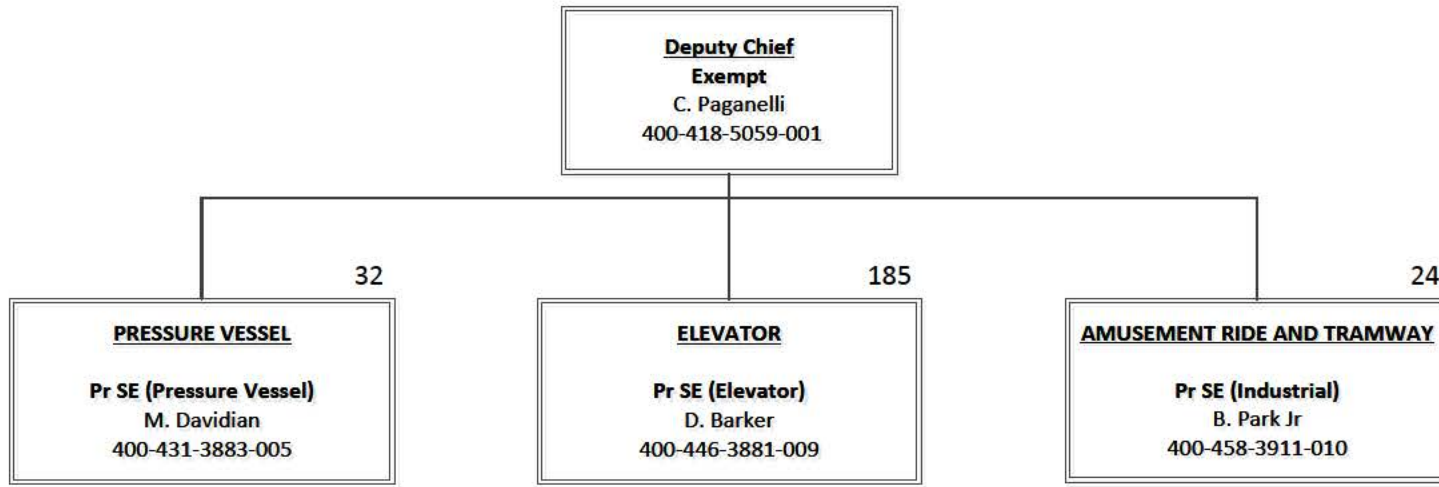 Deputy Chief
Exempt
C. Paganelli
400-418-5059-001
32
PRESSURE VESSEL
Pr SE (Pressure Vessel)
M. Davidian
400-431-3883-005
185
ELEVATOR
Pr SE (Elevator)
D. Barker
400-446-3881-009
24
AMUSEMENT RIDE AND TRAMWAY
Pr SE (Industrial)
B. Park Jr
400-458-3911-010